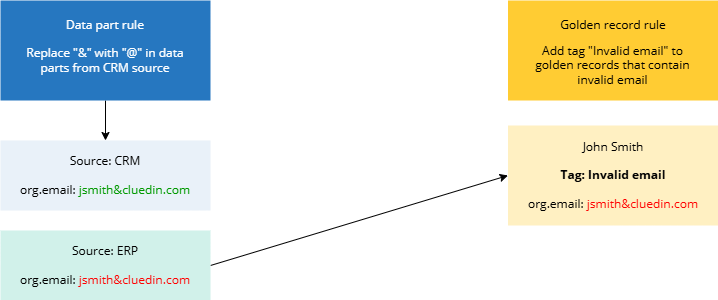 Data part rule
Replace "&" with "@" in data
parts from CRM source
Golden record rule
Add tag "Invalid email" to
golden records that contain
invalid email
Source: CRM
org.email: jsmith&cluedin.com
John Smith
Tag: Invalid email
org.email: jsmith&cluedin.com
Source: ERP
org.email: jsmith&cluedin.com